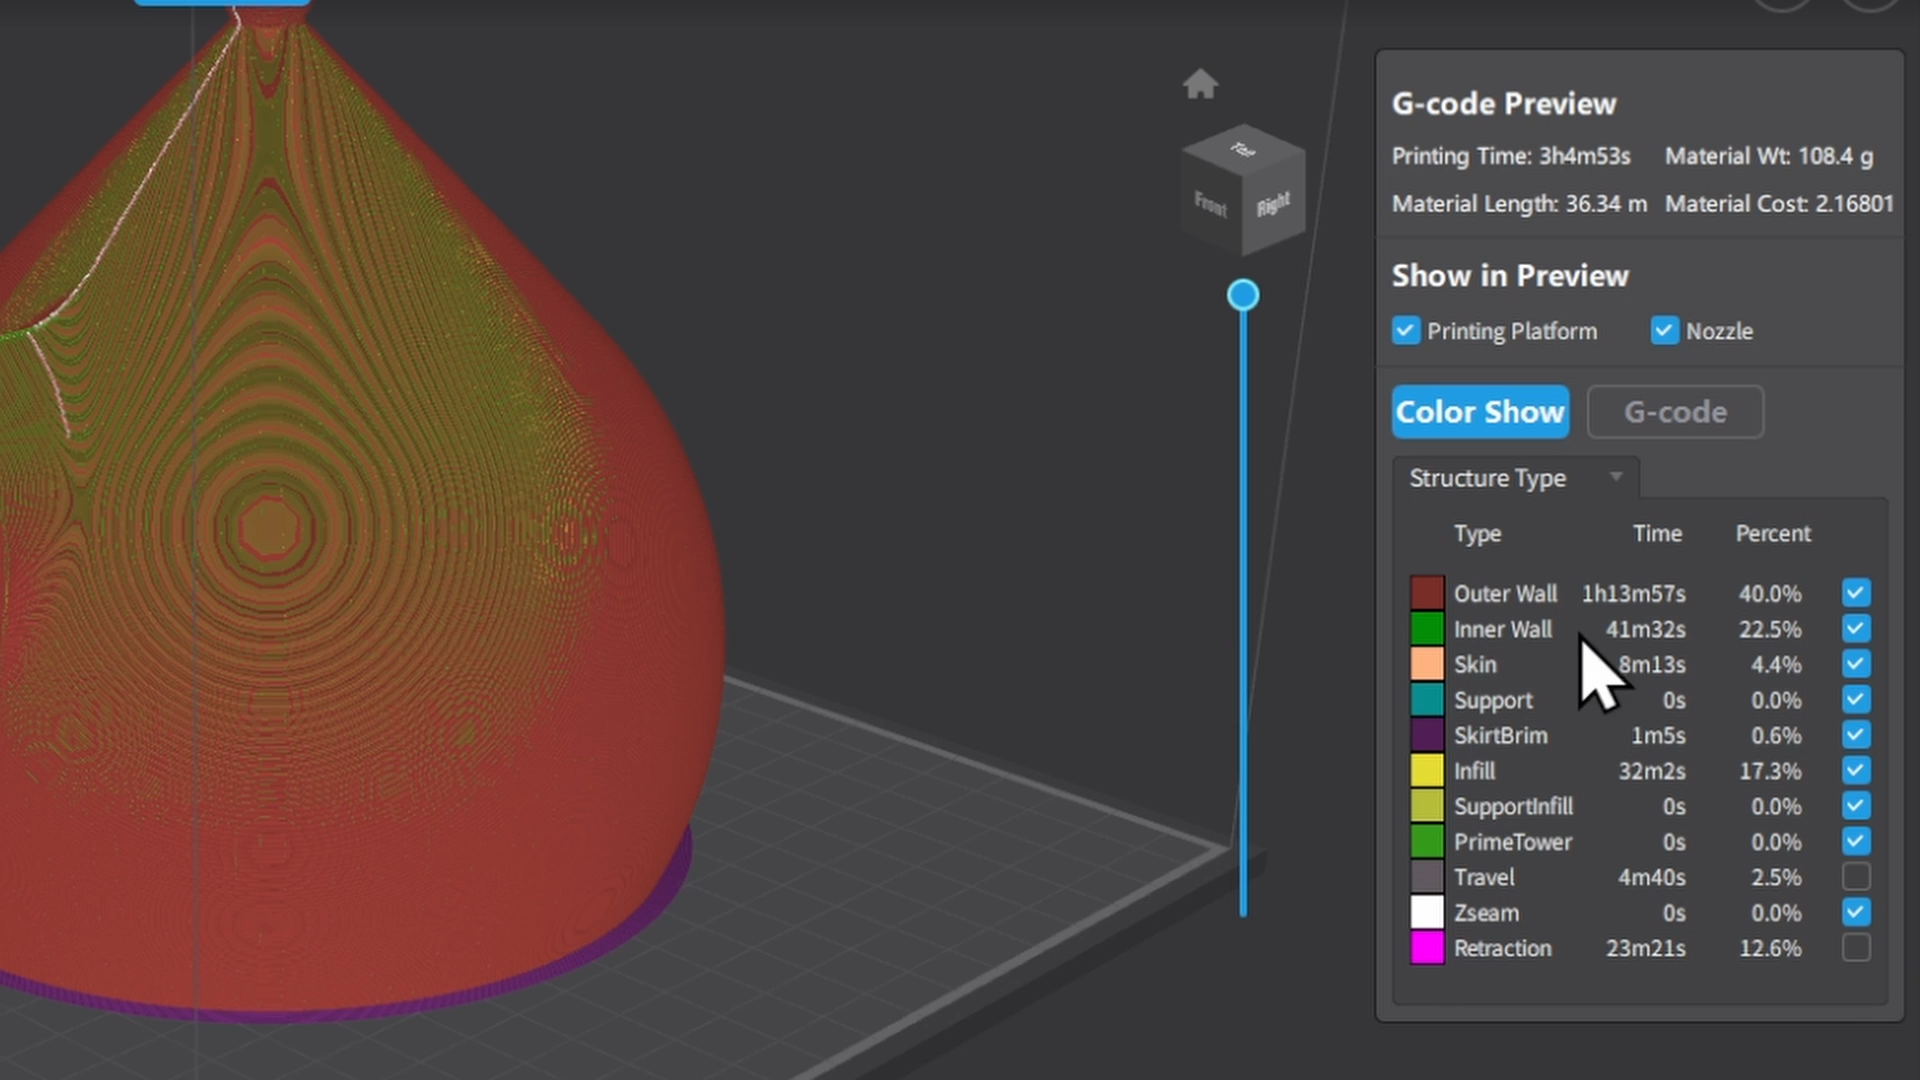 G-code Preview
Printing Time: 3h4m53s Material Wt: 108.4 g
Material Length: 36.34 m Material Cost: 2.16801
Show in Preview
Printing Platform Nozzle
Color Show G-code
Structure Type
Type Time Percent
Outer Wall 1h13m57s 40.0%
Inner Wall 41m32s 22.5%
Skin 8m13s 4.4%
Support 0s 0.0%
SkirtBrim 1m5s 0.6%
Infill 32m2s 17.3%
SupportInfill 0s 0.0%
PrimeTower 0s 0.0%
Travel 4m40s 2.5%
Zseam 0s 0.0%
Retraction 23m21s 12.6%
Front Right